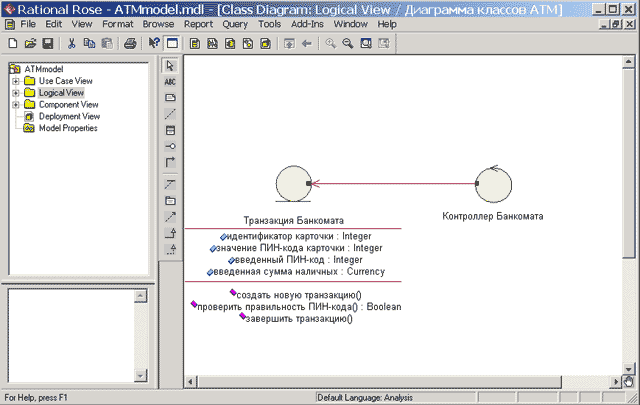 Rational Rose - ATMmodel.mdl - [Class Diagram: Logical View / Диаграмма классов ATM]
File Edit View Format Browse Report Query Tools Add-Ins Window Help
ATMmodel
Use Case View
Logical View
Component View
Deployment View
Model Properties
ABC
Транзакция Банкомата
Контроллер Банкомата
идентификатор карточки : Integer
значение ПИН-кода карточки : Integer
введенный ПИН-код : Integer
введенная сумма наличных : Currency
создать новую транзакцию()
проверить правильность ПИН-кода() : Boolean
завершить транзакцию()
For Help, press F1
Default Language: Analysis